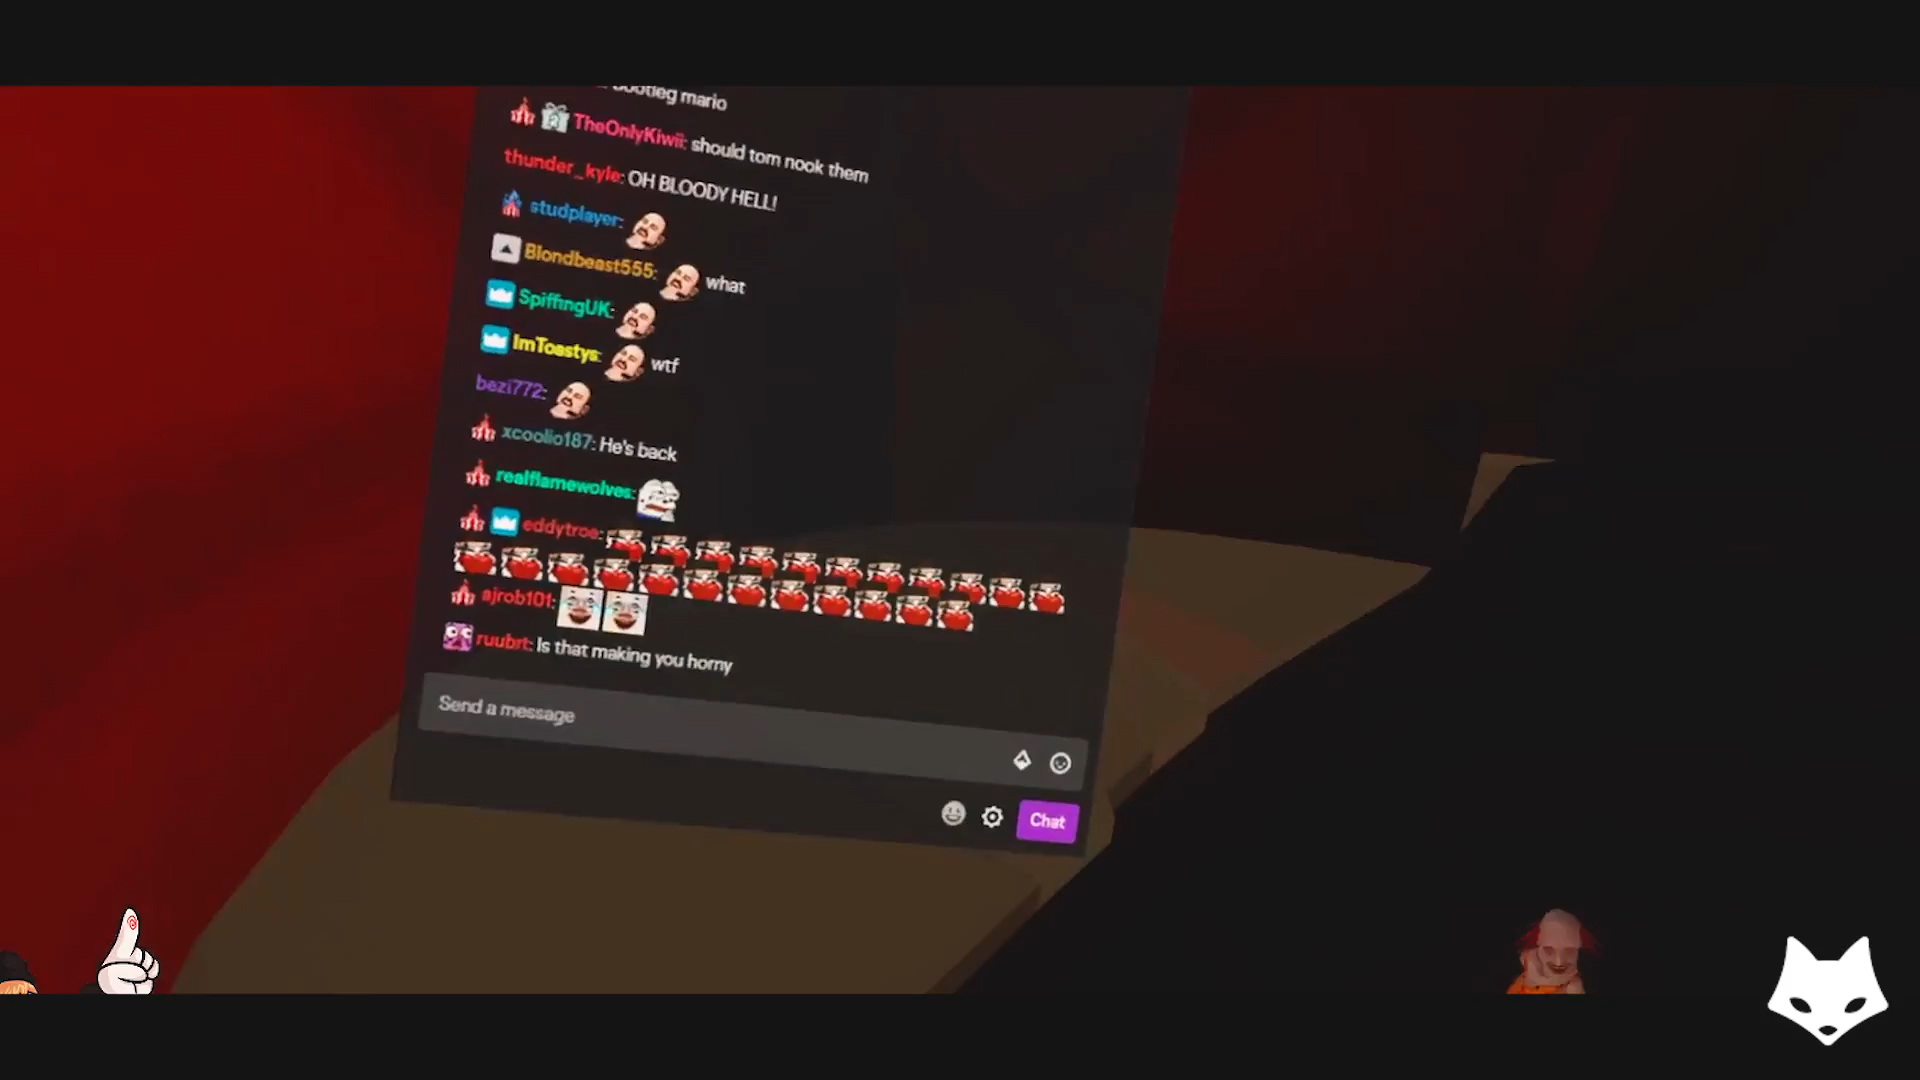 bootleg mario
TheOnlyKiwii: should tom nook them
thunder_kyle: OH BLOODY HELL!
studplayer:
Blondbeast555: what
SpiffingUK:
ImToastys: wtf
bezi772:
xcoolio187: He's back
realflamewolves:
eddytroe:
ajrob101:
ruubrt: Is that making you horny
Send a message
Chat